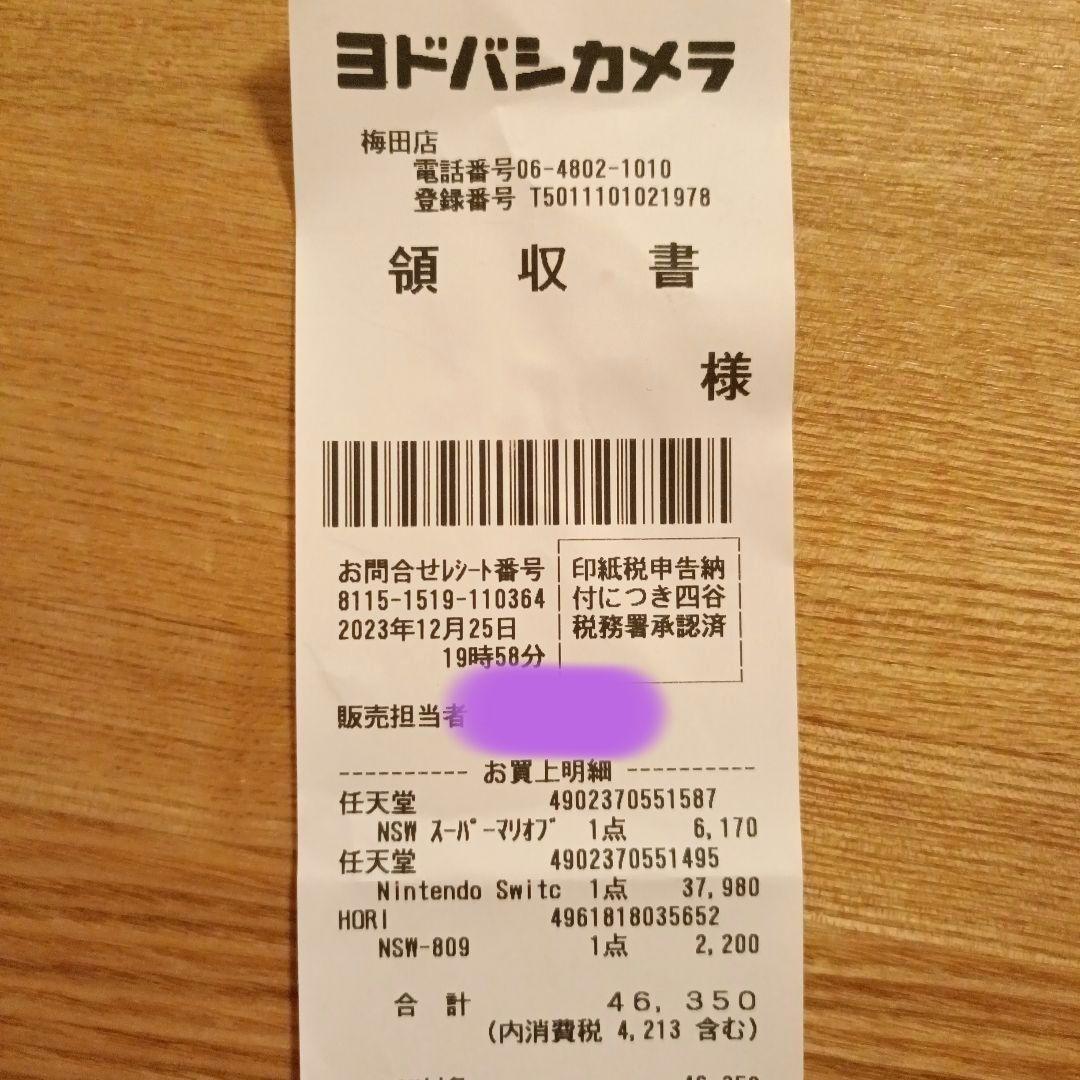 ヨドバシカメラ
梅田店
電話番号06-4802-1010
登録番号 T5011101021978
領 収 書
様
お問合せﾚｼｰﾄ番号
8115-1519-110364
2023年12月25日
19時58分
印紙税申告納
付につき四谷
税務署承認済
販売担当者
---------- お買上明細 ----------
任天堂 4902370551587
NSW ｽｰﾊﾟｰﾏﾘｵﾌﾞ 1点 6,170
任天堂 4902370551495
Nintendo Switc 1点 37,980
HORI 4961818035652
NSW-809 1点 2,200
合 計 46,350
(内消費税 4,213 含む)